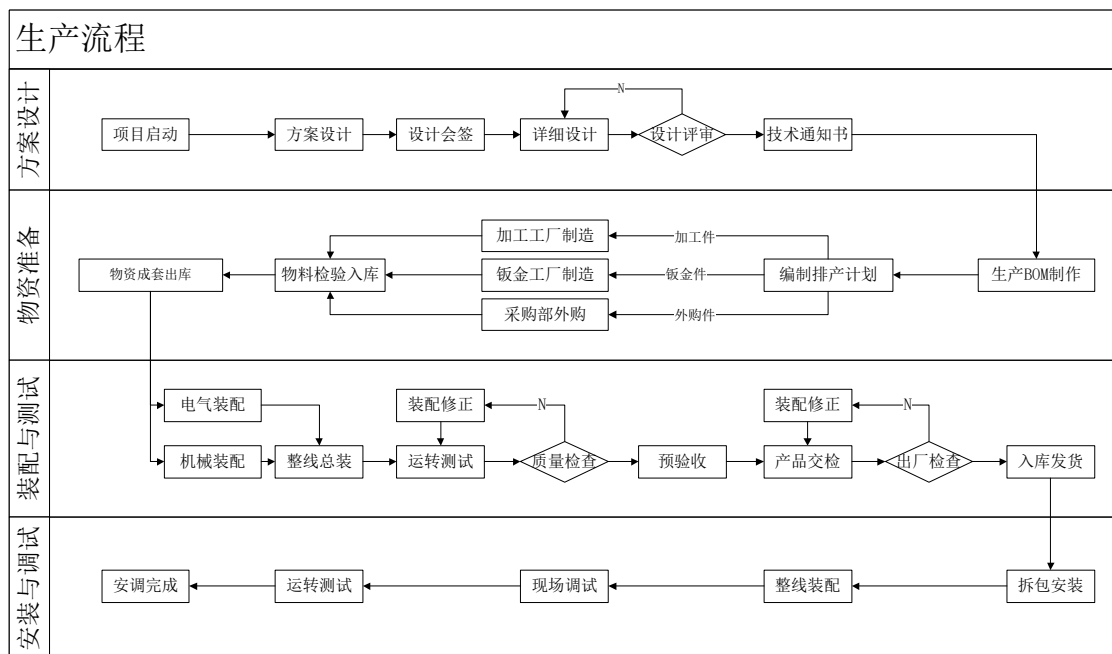 生产流程
方案设计
项目启动
方案设计
设计会签
详细设计
N
设计评审
技术通知书
物资准备
物资成套出库
物料检验入库
加工工厂制造
加工件
钣金工厂制造
钣金件
采购部外购
外购件
编制排产计划
生产BOM制作
装配与测试
电气装配
机械装配
整线总装
装配修正
运转测试
N
质量检查
预验收
装配修正
产品交检
N
出厂检查
入库发货
安装与调试
安调完成
运转测试
现场调试
整线装配
拆包安装